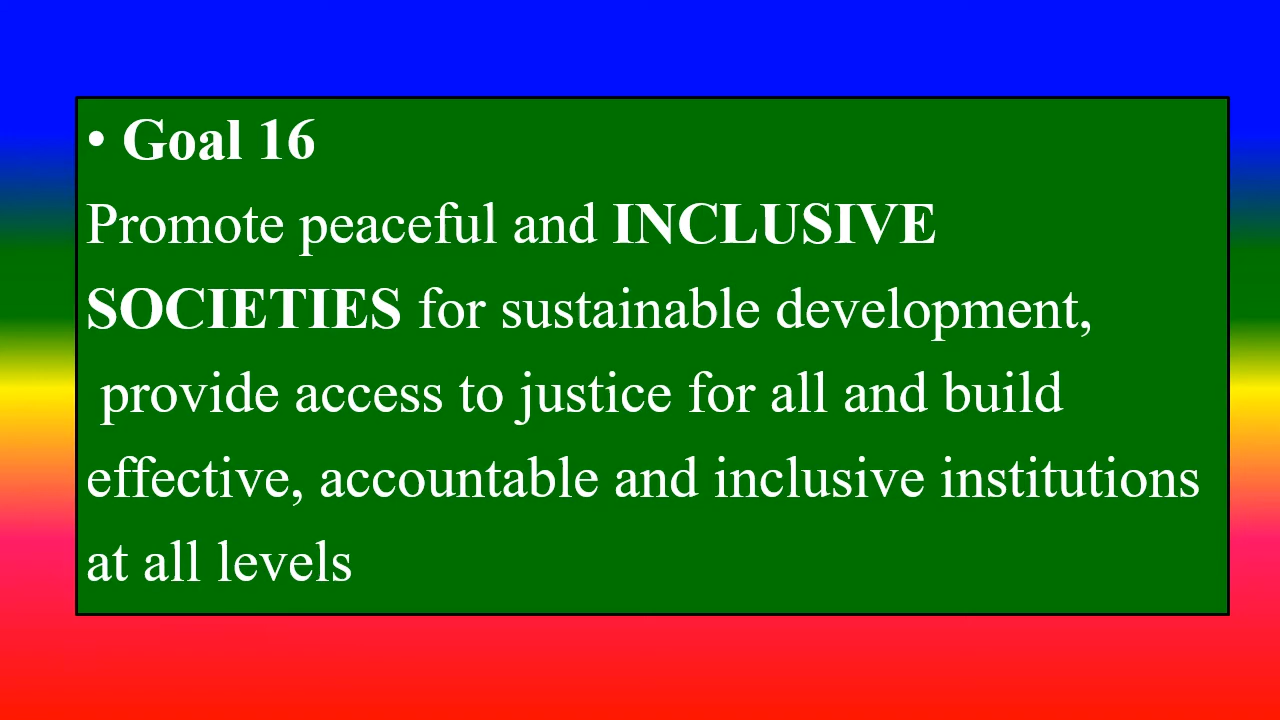 • Goal 16
Promote peaceful and INCLUSIVE
SOCIETIES for sustainable development,
provide access to justice for all and build
effective, accountable and inclusive institutions
at all levels